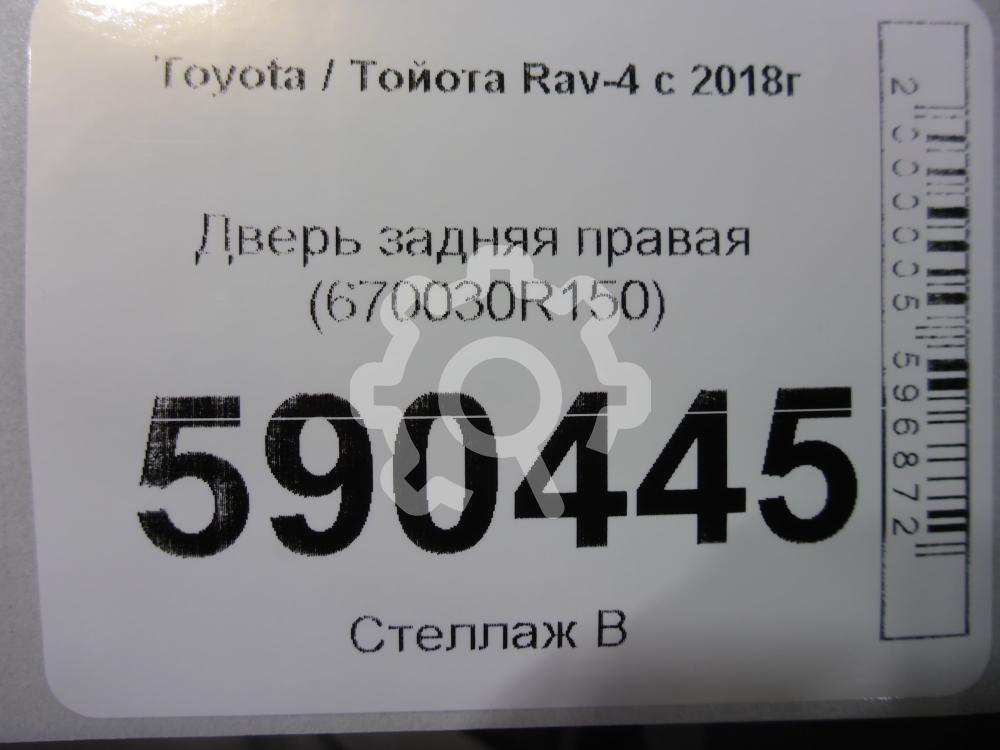 Toyota / Тойота Rav-4 с 2018г
Дверь задняя правая
(670030R150)
590445
Стеллаж В
2000005596872